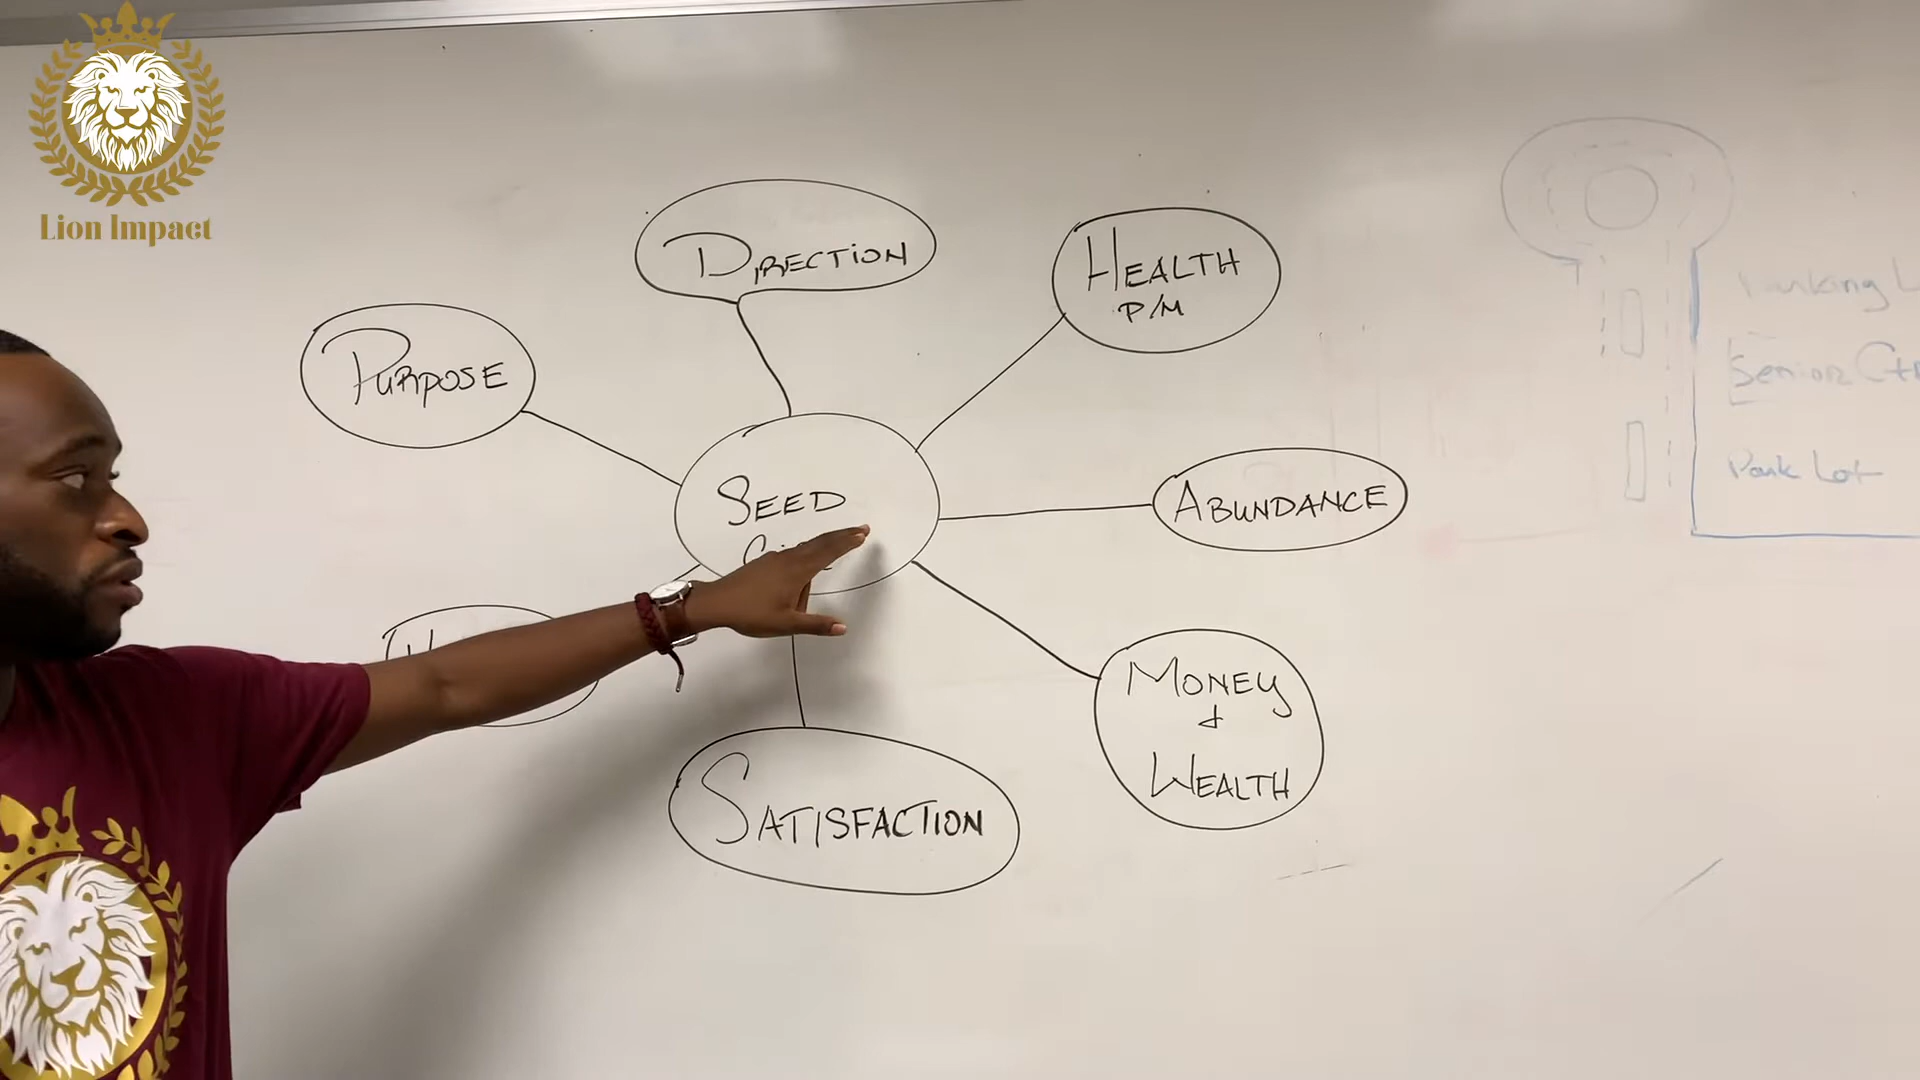 Lion Impact
DIRECTION
HEALTH
P/M
PURPOSE
SEED
ABUNDANCE
MONEY
+
WEALTH
SATISFACTION
Senior Ctr
Park Lot